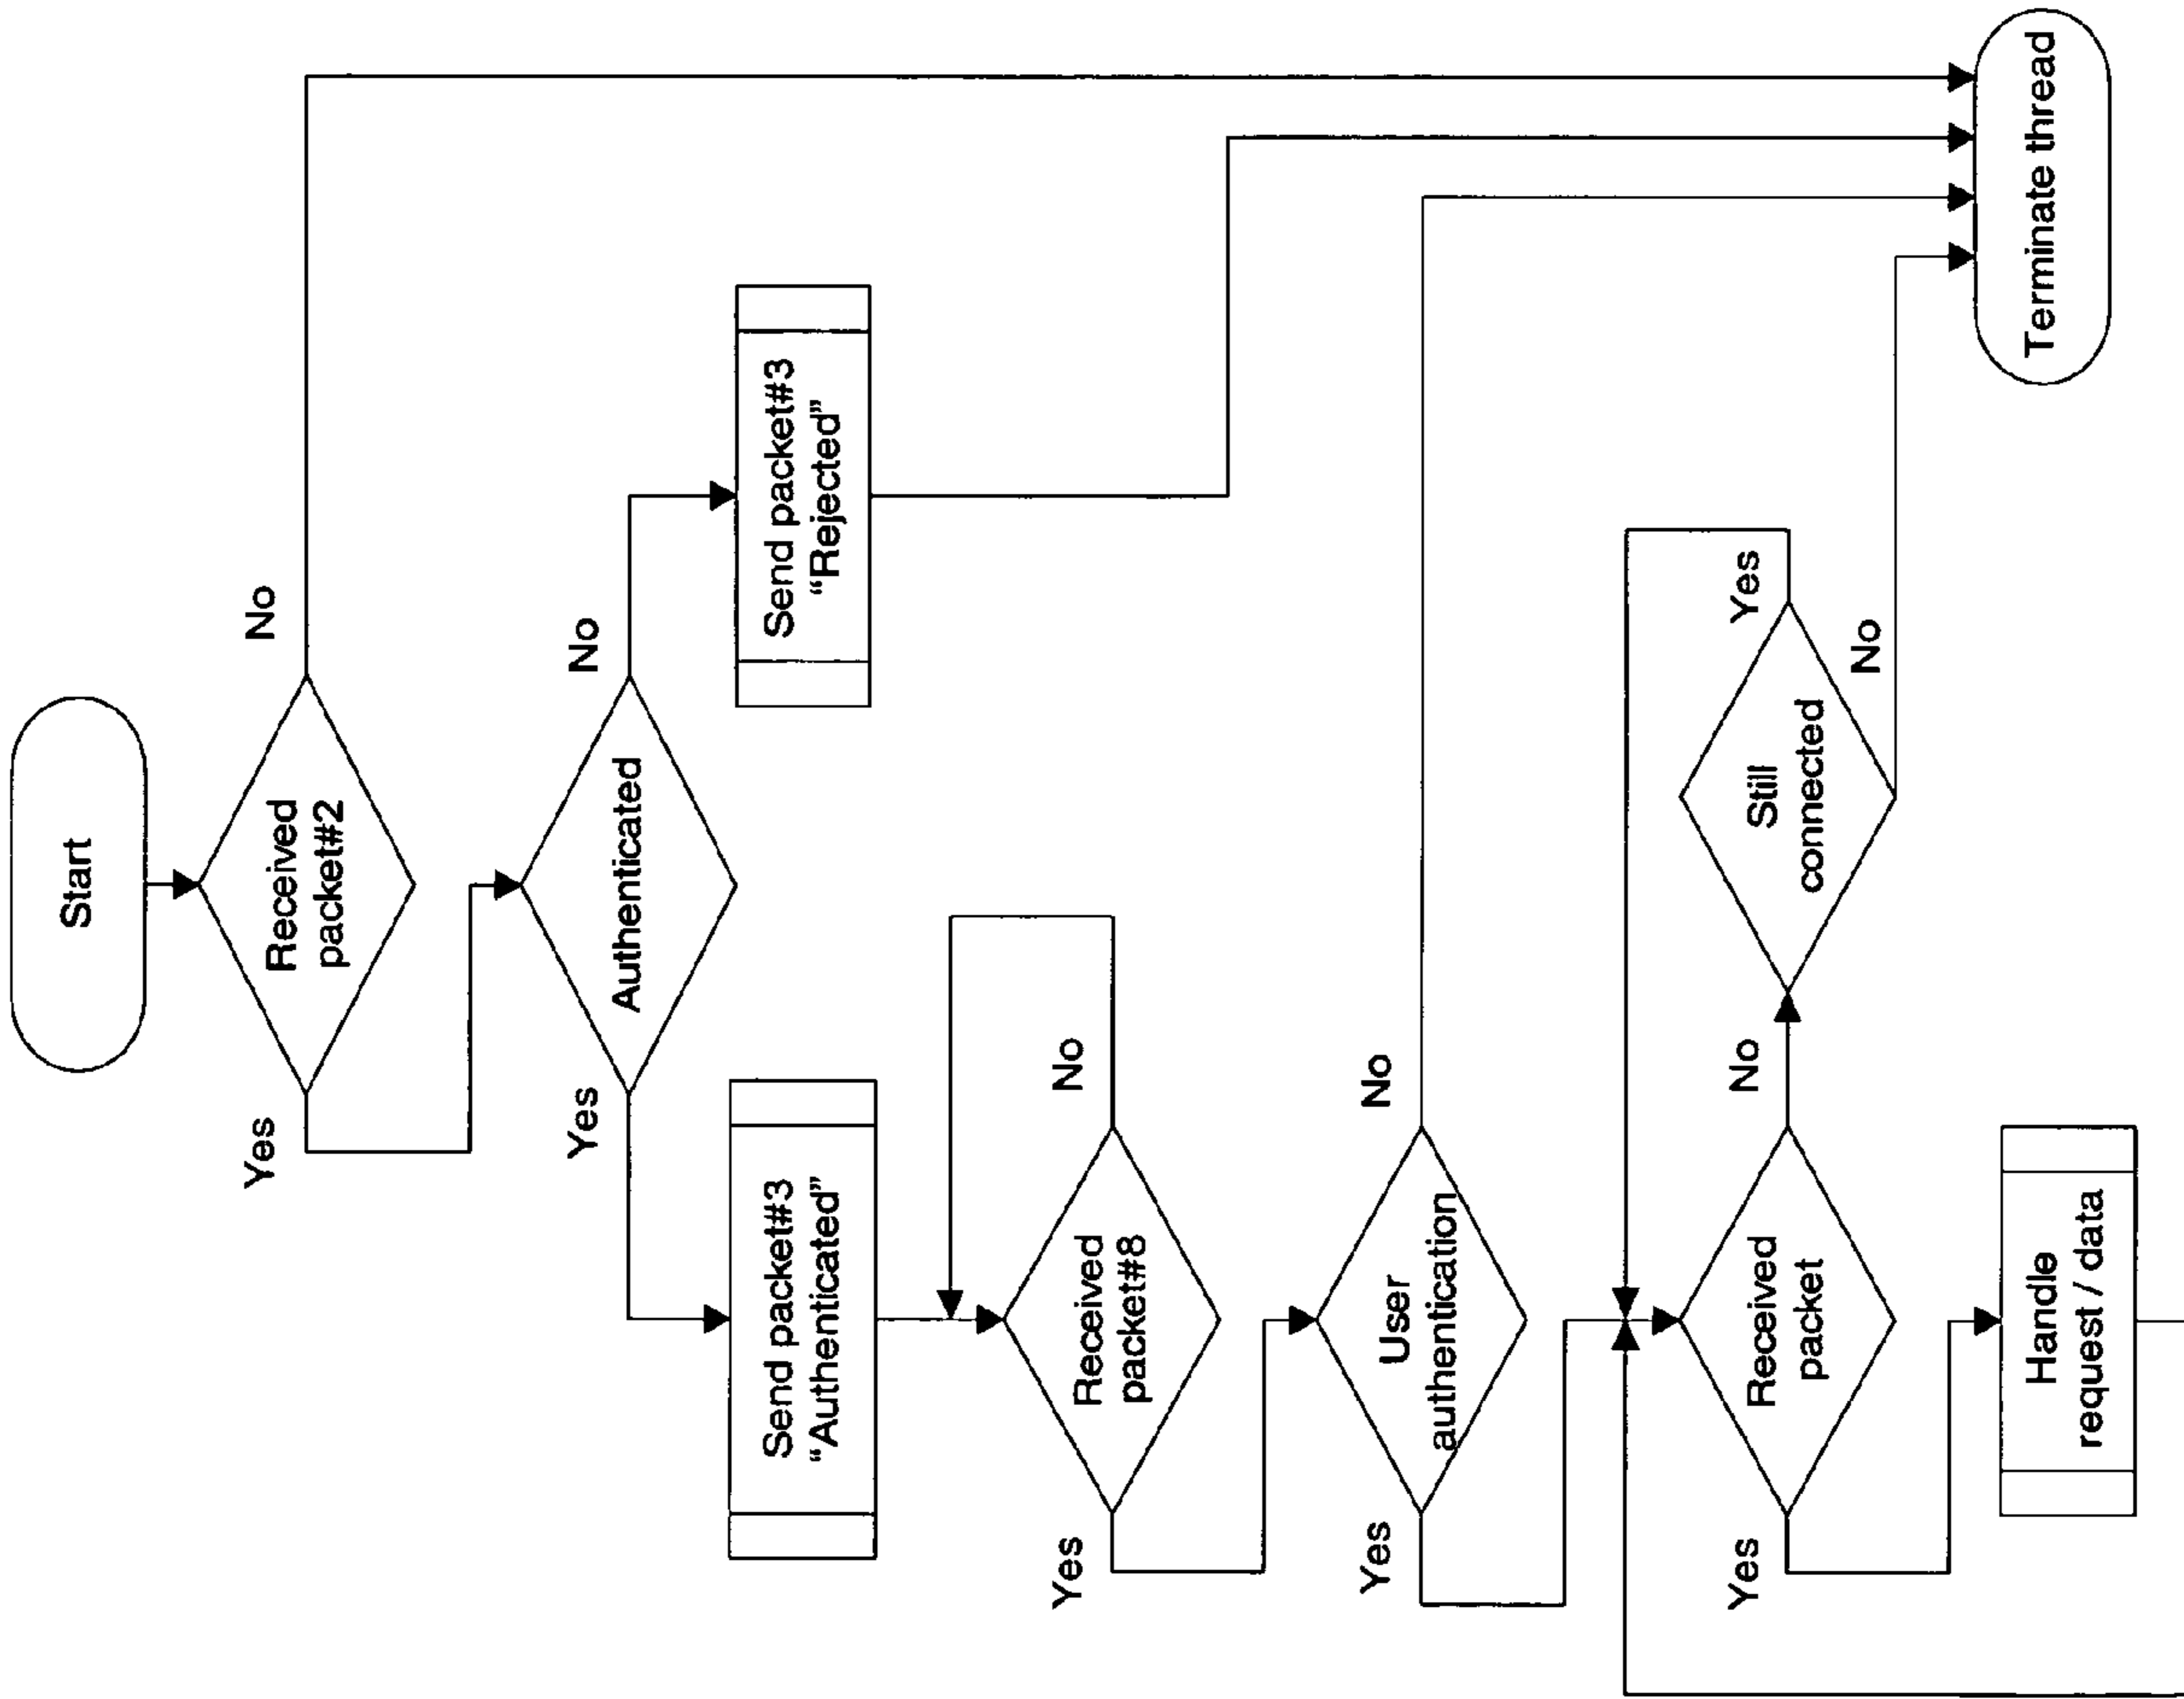 Start
Received
packet#2
Yes
No
Authenticated
Yes
No
Send packet#3
“Authenticated”
Send packet#3
“Rejected”
Received
packet#8
Yes
No
User
authentication
Yes
No
Received
packet
Yes
No
Still
connected
Yes
No
Handle
request / data
Terminate thread